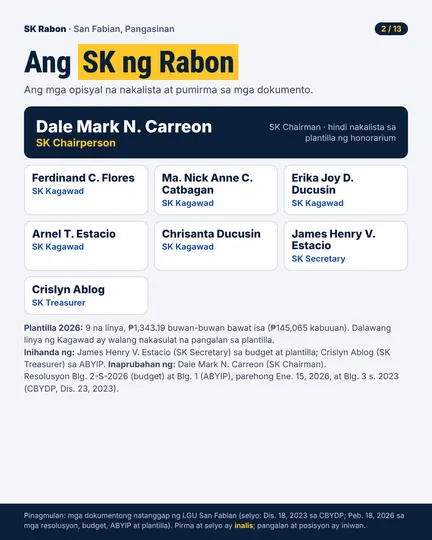 SK Rabon · San Fabian, Pangasinan
2 / 13
Ang SK ng Rabon
Ang mga opisyal na nakalista at pumirma sa mga dokumento.
Dale Mark N. Carreon
SK Chairperson
SK Chairman · hindi nakalista sa
plantilla ng honorarium
Ferdinand C. Flores
SK Kagawad
Ma. Nick Anne C.
Catbagan
SK Kagawad
Erika Joy D.
Ducusin
SK Kagawad
Arnel T. Estacio
SK Kagawad
Chrisanta Ducusin
SK Kagawad
James Henry V.
Estacio
SK Secretary
Crislyn Ablog
SK Treasurer
Plantilla 2026: 9 na linya, ₱1,343.19 buwan-buwan bawat isa (₱145,065 kabuuan). Dalawang
linya ng Kagawad ay walang nakasulat na pangalan sa plantilla.
Inihanda ng: James Henry V. Estacio (SK Secretary) sa budget at plantilla; Crislyn Ablog (SK
Treasurer) sa ABYIP. Inaprubahan ng: Dale Mark N. Carreon (SK Chairman).
Resolusyon Blg. 2-S-2026 (budget) at Blg. 1 (ABYIP), parehong Ene. 15, 2026, at Blg. 3 s. 2023
(CBYDP, Dis. 23, 2023).
Pinagmulan: mga dokumentong natanggap ng LGU San Fabian (selyo: Dis. 18, 2023 sa CBYDP; Peb. 18, 2026 sa
mga resolusyon, budget, ABYIP at plantilla). Pirma at selyo ay inalis; pangalan at posisyon ay iniwan.